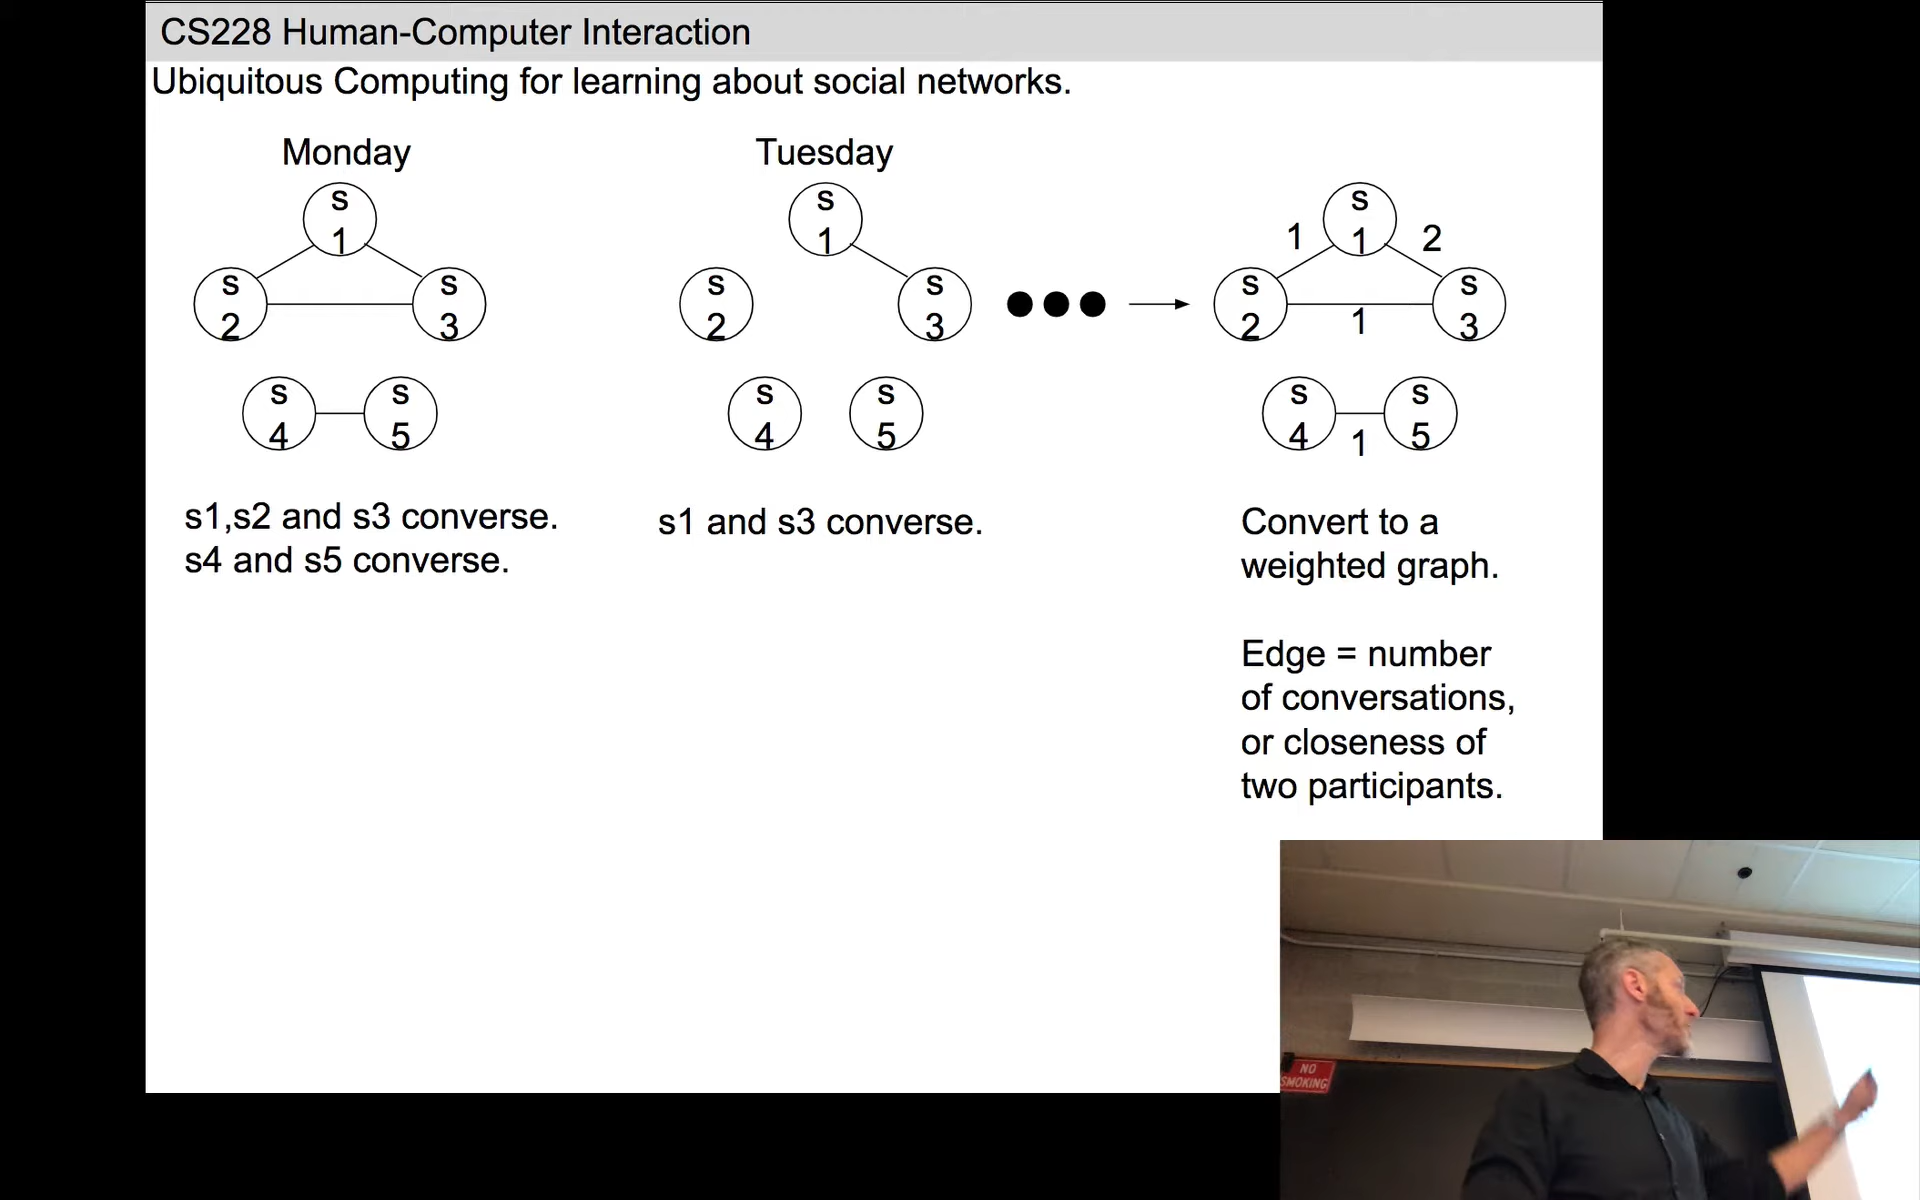 CS228 Human-Computer Interaction
Ubiquitous Computing for learning about social networks.
Monday
s
1
s
2
s
3
s
4
s
5
s1,s2 and s3 converse.
s4 and s5 converse.
Tuesday
s
1
s
2
s
3
s
4
s
5
s1 and s3 converse.
s
1
1
2
s
2
s
3
1
s
4
s
5
1
Convert to a
weighted graph.
Edge = number
of conversations,
or closeness of
two participants.
NO
SMOKING